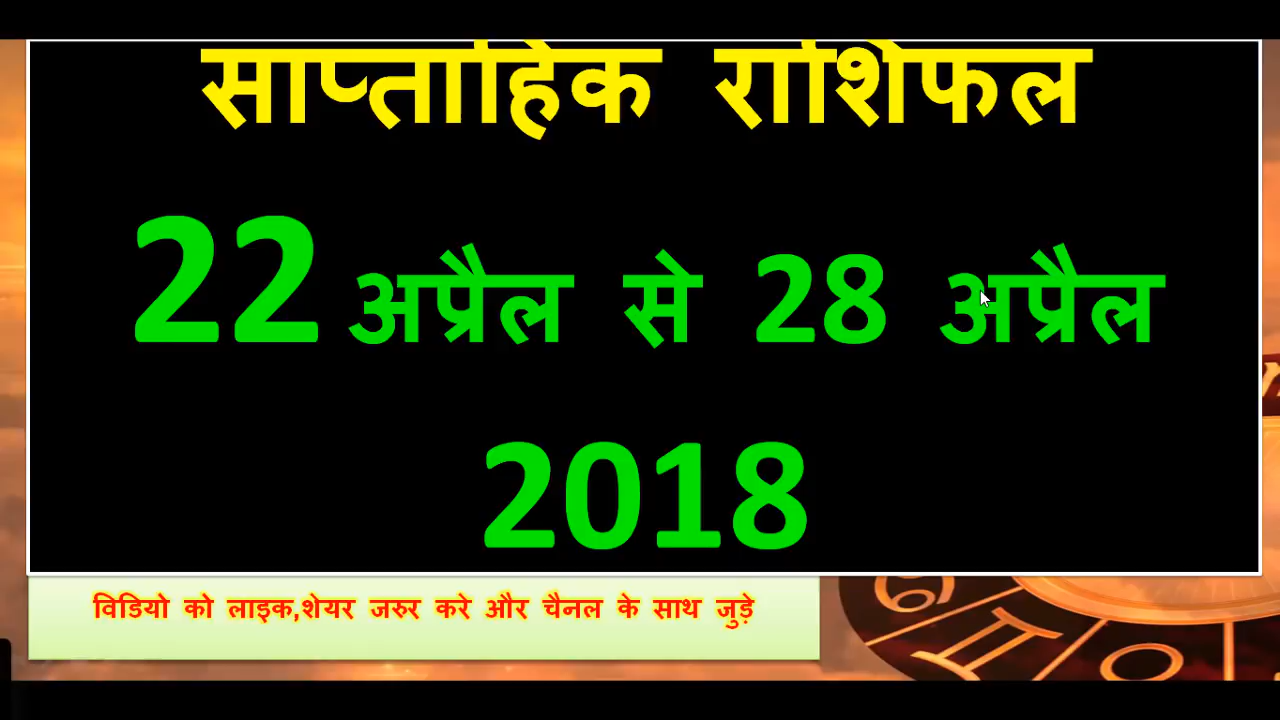 साप्ताहिक राशिफल
22 अप्रैल से 28 अप्रैल
2018
विडियो को लाइक,शेयर जरुर करे और चैनल के साथ जुड़े